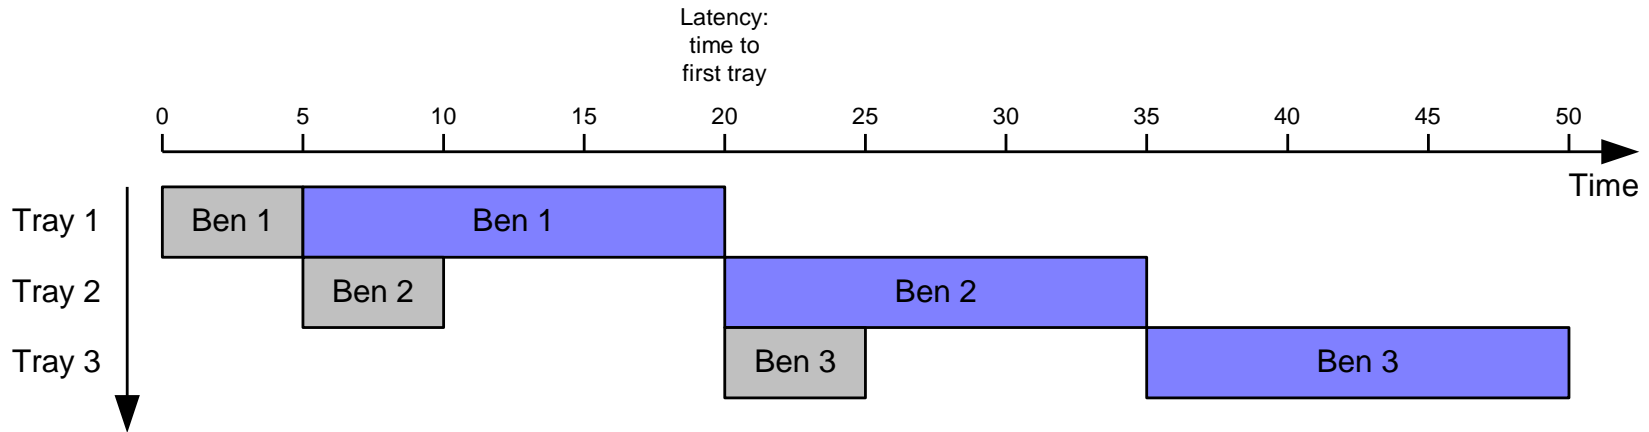 Latency:
time to
first tray
0 5 10 15 20 25 30 35 40 45 50
Time
Tray 1 Ben 1 Ben 1
Tray 2 Ben 2 Ben 2
Tray 3 Ben 3 Ben 3